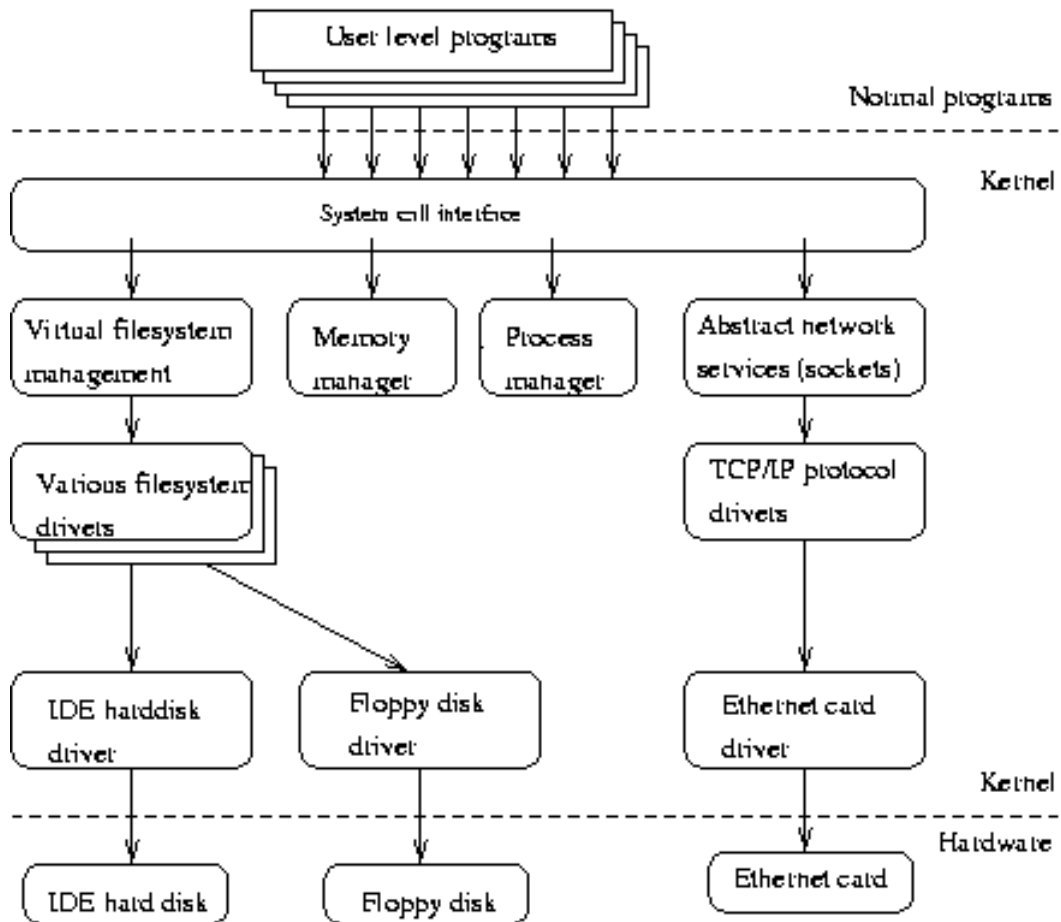 User level programs
Normal programs
Kernel
System call interface
Virtual filesystem
management
Memory
manager
Process
manager
Abstract network
services (sockets)
Various filesystem
drivers
TCP/IP protocol
drivers
IDE harddisk
driver
Floppy disk
driver
Ethernet card
driver
Kernel
Hardware
IDE hard disk
Floppy disk
Ethernet card